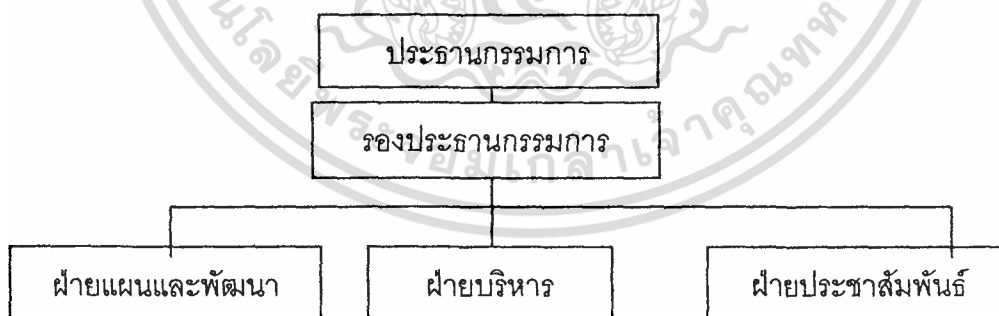 ประธานกรรมการ
รองประธานกรรมการ
ฝ่ายแผนและพัฒนา
ฝ่ายบริหาร
ฝ่ายประชาสัมพันธ์